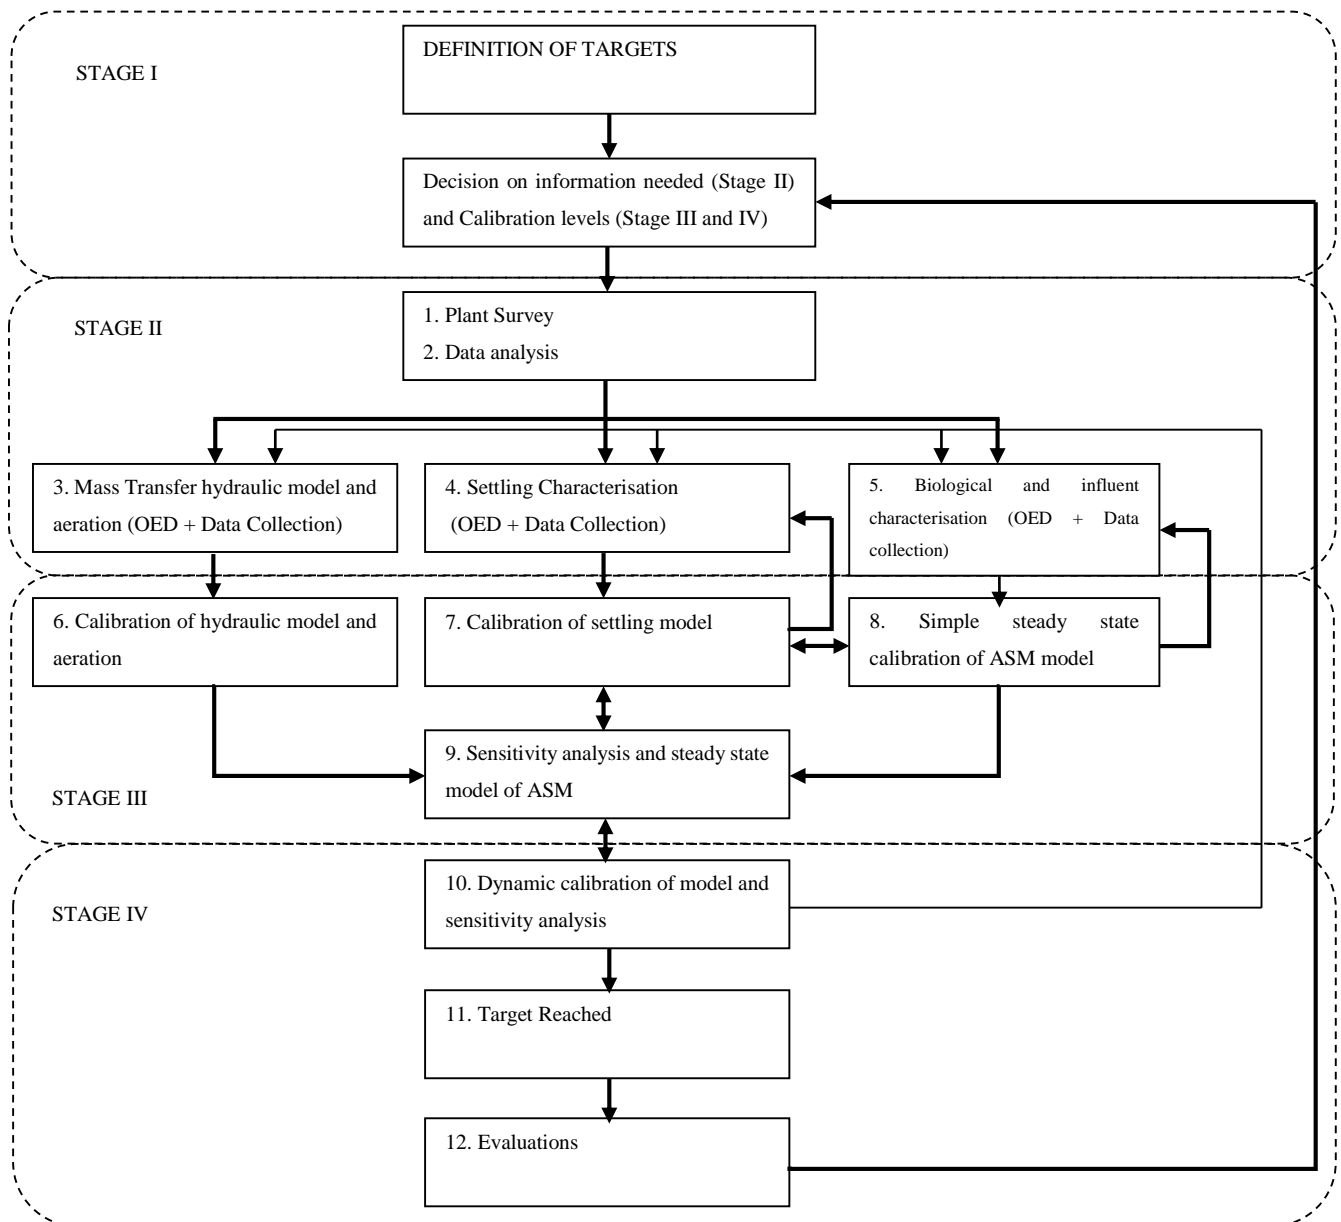 STAGE I
DEFINITION OF TARGETS
Decision on information needed (Stage II)
and Calibration levels (Stage III and IV)
STAGE II
1. Plant Survey
2. Data analysis
3. Mass Transfer hydraulic model and
aeration (OED + Data Collection)
4. Settling Characterisation
(OED + Data Collection)
5. Biological and influent
characterisation (OED + Data
collection)
6. Calibration of hydraulic model and
aeration
7. Calibration of settling model
8. Simple steady state
calibration of ASM model
9. Sensitivity analysis and steady state
model of ASM
STAGE III
10. Dynamic calibration of model and
sensitivity analysis
STAGE IV
11. Target Reached
12. Evaluations